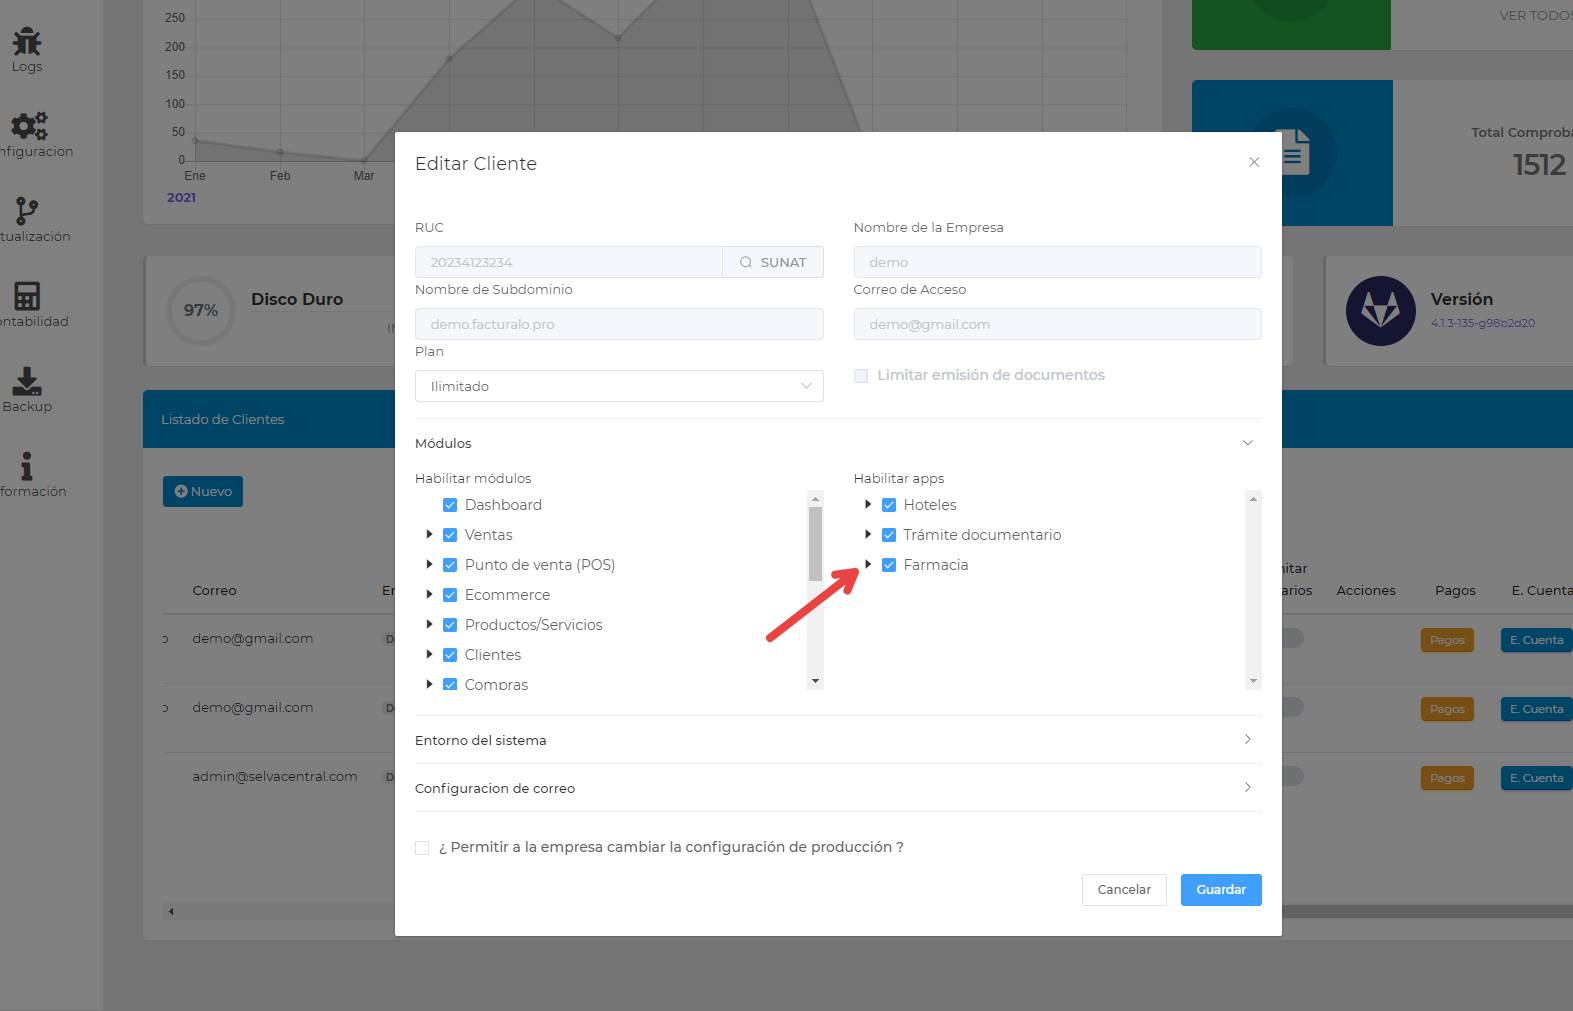 250
200
150
100
50
0
Ene
Feb
Mar
2021
VER TODOS
Total Comproba
1512
Logs
nfiguracion
tualización
ontabilidad
Backup
formación
97%
Disco Duro
Versión
4.1.3-135-g98b2d20
Listado de Clientes
Nuevo
Correo
Er
itar
arios
Acciones
Pagos
E. Cuenta
demo@gmail.com
Pagos
E. Cuenta
demo@gmail.com
Pagos
E. Cuenta
admin@selvacentral.com
Pagos
E. Cuenta
Editar Cliente
RUC
20234123234
SUNAT
Nombre de la Empresa
demo
Nombre de Subdominio
demo.facturalo.pro
Correo de Acceso
demo@gmail.com
Plan
Ilimitado
Limitar emisión de documentos
Módulos
Habilitar módulos
Dashboard
Ventas
Punto de venta (POS)
Ecommerce
Productos/Servicios
Clientes
Compras
Habilitar apps
Hoteles
Trámite documentario
Farmacia
Entorno del sistema
Configuracion de correo
¿ Permitir a la empresa cambiar la configuración de producción ?
Cancelar
Guardar